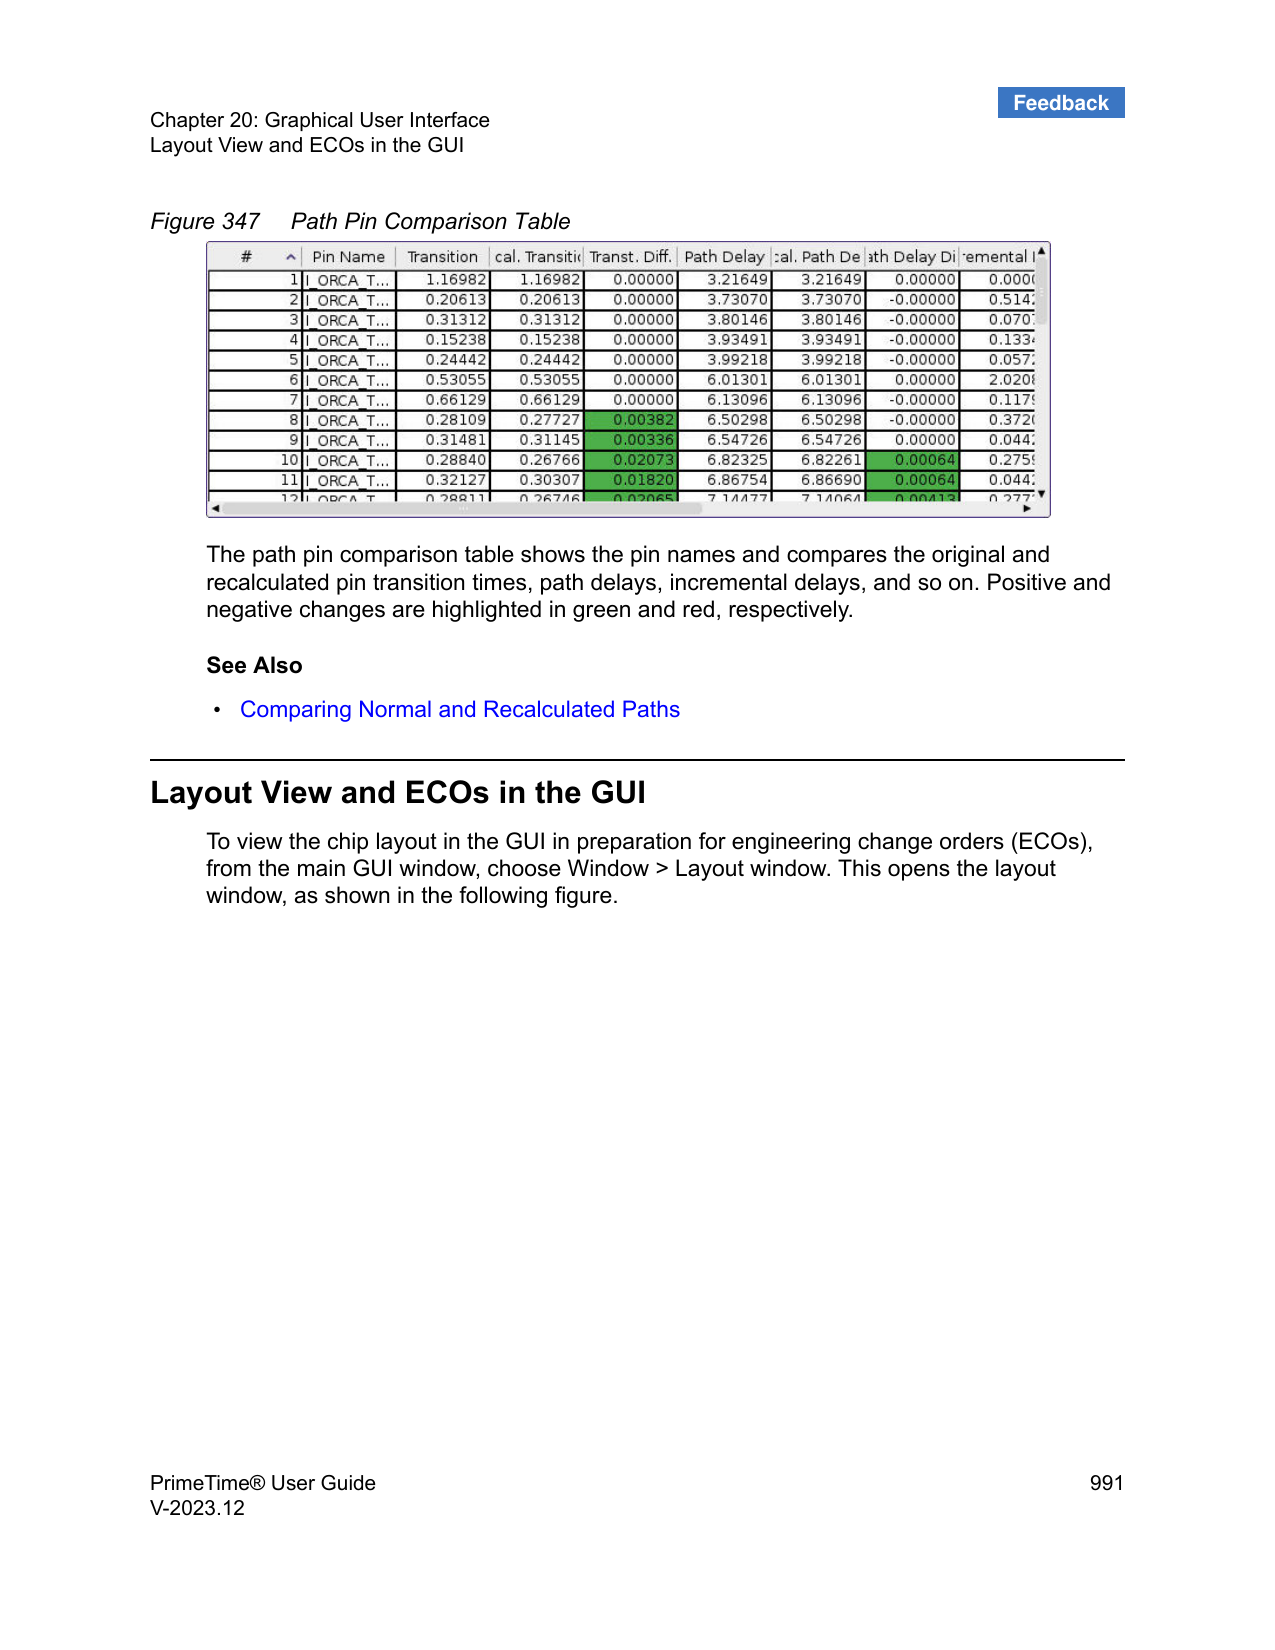 Feedback
Chapter 20: Graphical User Interface
Layout View and ECOs in the GUI
Figure 347 Path Pin Comparison Table
# Pin Name Transition cal. Transitic Transt. Diff. Path Delay cal. Path De ath Delay Di remental
1 I_ORCA_T... 1.16982 1.16982 0.00000 3.21649 3.21649 0.00000 0.000
2 I_ORCA_T... 0.20613 0.20613 0.00000 3.73070 3.73070 -0.00000 0.514
3 I_ORCA_T... 0.31312 0.31312 0.00000 3.80146 3.80146 -0.00000 0.070
4 I_ORCA_T... 0.15238 0.15238 0.00000 3.93491 3.93491 -0.00000 0.133
5 I_ORCA_T... 0.24442 0.24442 0.00000 3.99218 3.99218 -0.00000 0.057
6 I_ORCA_T... 0.53055 0.53055 0.00000 6.01301 6.01301 0.00000 2.020
7 I_ORCA_T... 0.66129 0.66129 0.00000 6.13096 6.13096 -0.00000 0.117
8 I_ORCA_T... 0.28109 0.27727 0.00382 6.50298 6.50298 -0.00000 0.372
9 I_ORCA_T... 0.31481 0.31145 0.00336 6.54726 6.54726 0.00000 0.044
10 I_ORCA_T... 0.28840 0.26766 0.02073 6.82325 6.82261 0.00064 0.275
11 I_ORCA_T... 0.32127 0.30307 0.01820 6.86754 6.86690 0.00064 0.044
12 I_ORCA_T... 0.28811 0.26746 0.02065 7.14477 7.14064 0.00413 0.277
The path pin comparison table shows the pin names and compares the original and
recalculated pin transition times, path delays, incremental delays, and so on. Positive and
negative changes are highlighted in green and red, respectively.
See Also
• Comparing Normal and Recalculated Paths
Layout View and ECOs in the GUI
To view the chip layout in the GUI in preparation for engineering change orders (ECOs),
from the main GUI window, choose Window > Layout window. This opens the layout
window, as shown in the following figure.
PrimeTime® User Guide 991
V-2023.12